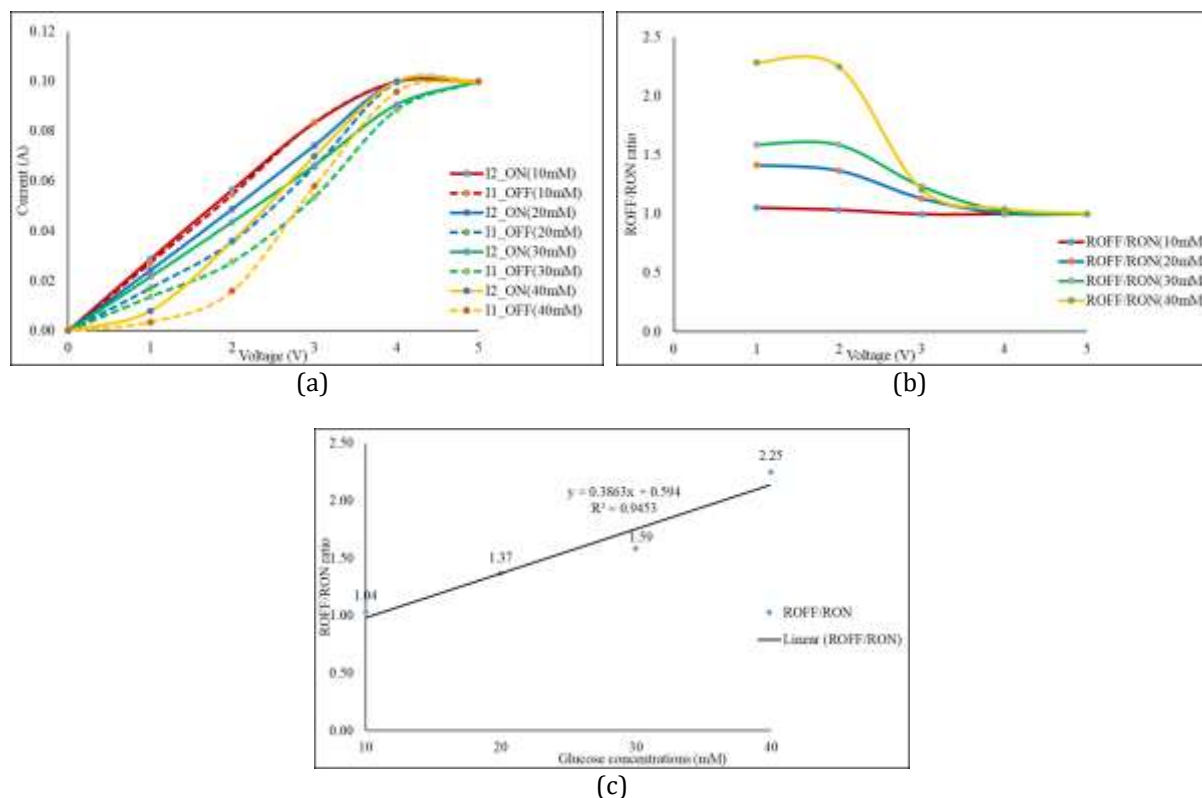 0.12
0.10
0.08
0.06
0.04
0.02
0.00
Current (A)
0 1 2 3 4 5
Voltage (V)
I2_ON(10mM)
I1_OFF(10mM)
I2_ON(20mM)
I1_OFF(20mM)
I2_ON(30mM)
I1_OFF(30mM)
I2_ON(40mM)
I1_OFF(40mM)
(a)
2.5
2.0
1.5
1.0
0.5
0.0
ROFF/RON ratio
0 1 2 3 4 5
Voltage (V)
ROFF/RON(10mM)
ROFF/RON(20mM)
ROFF/RON(30mM)
ROFF/RON(40mM)
(b)
2.50
2.00
1.50
1.00
0.50
0.00
ROFF/RON ratio
1.04
1.37
1.59
2.25
y = 0.3863x + 0.594
R² = 0.9453
ROFF/RON
Linear (ROFF/RON)
10 20 30 40
Glucose concentrations (mM)
(c)